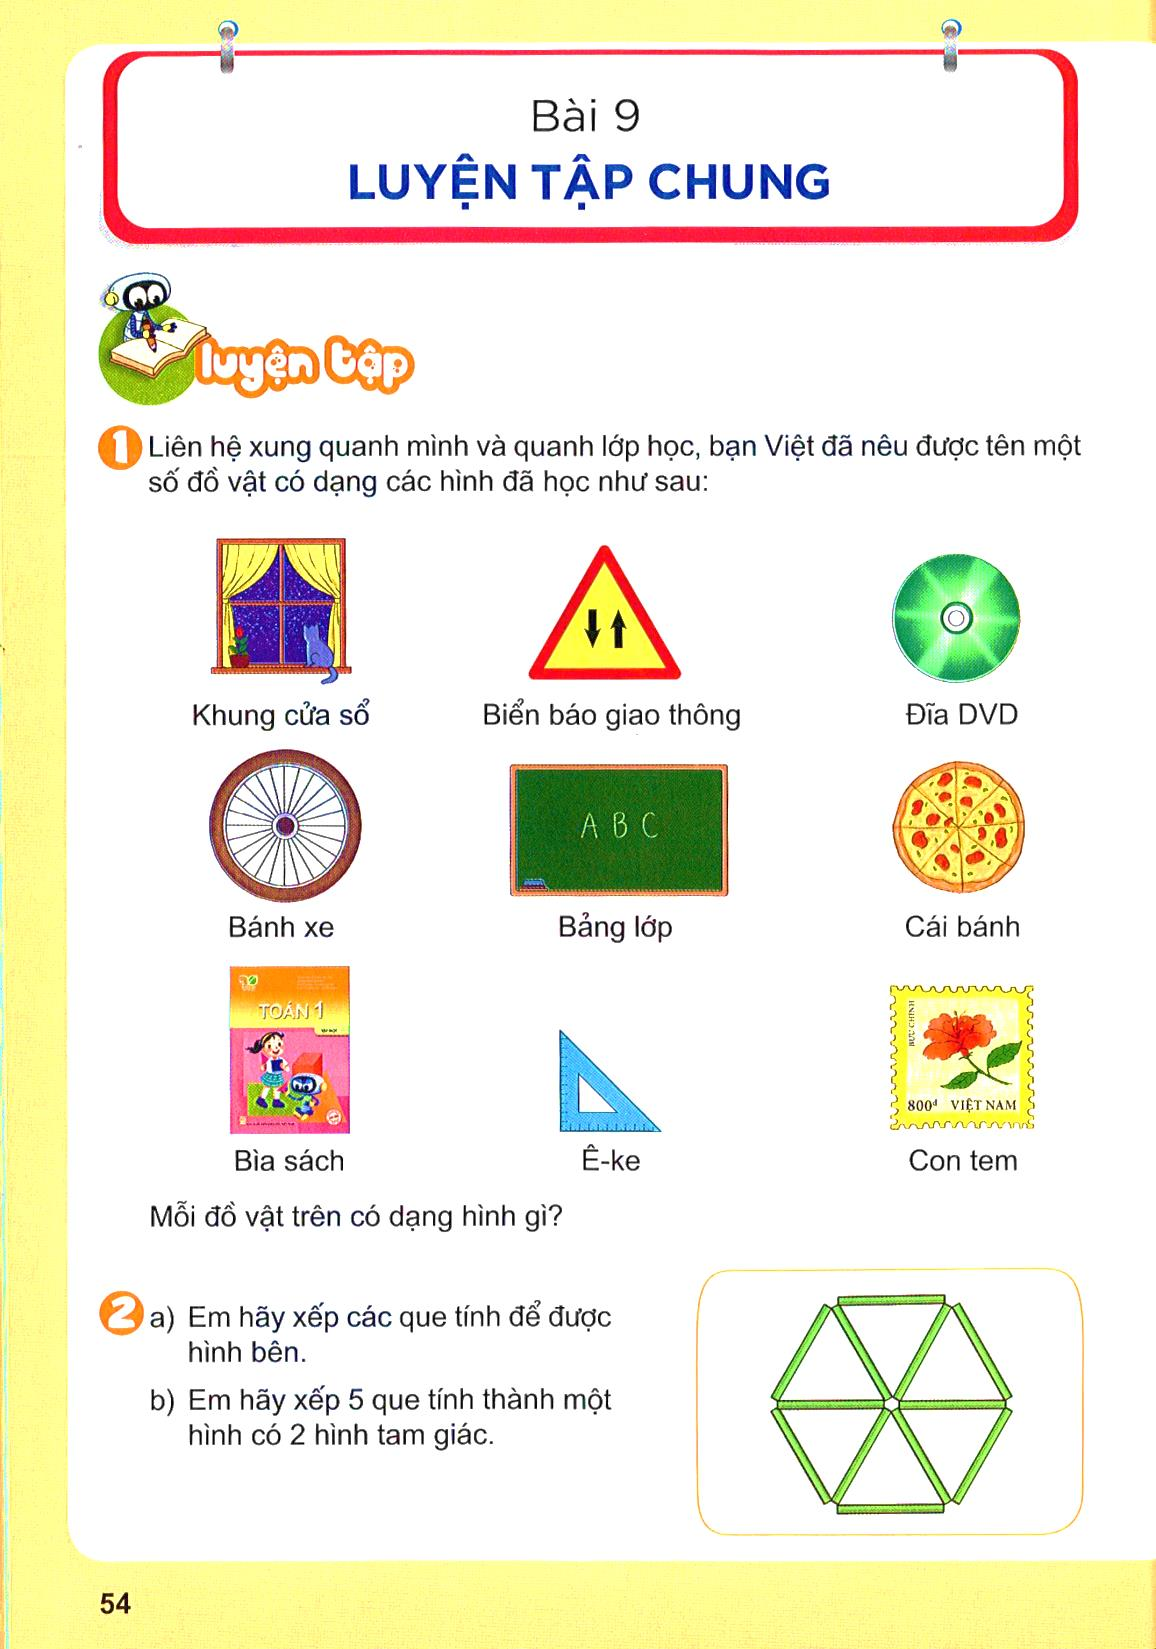 Bài 9
LUYỆN TẬP CHUNG
luyện tập
1 Liên hệ xung quanh mình và quanh lớp học, bạn Việt đã nêu được tên một
số đồ vật có dạng các hình đã học như sau:
Khung cửa sổ
Biển báo giao thông
Đĩa DVD
A B C
Bánh xe
Bảng lớp
Cái bánh
TOÁN 1
TẬP MỘT
BƯU CHÍNH
800đ VIỆT NAM
Bìa sách
Ê-ke
Con tem
Mỗi đồ vật trên có dạng hình gì?
2 a) Em hãy xếp các que tính để được
hình bên.
b) Em hãy xếp 5 que tính thành một
hình có 2 hình tam giác.
54